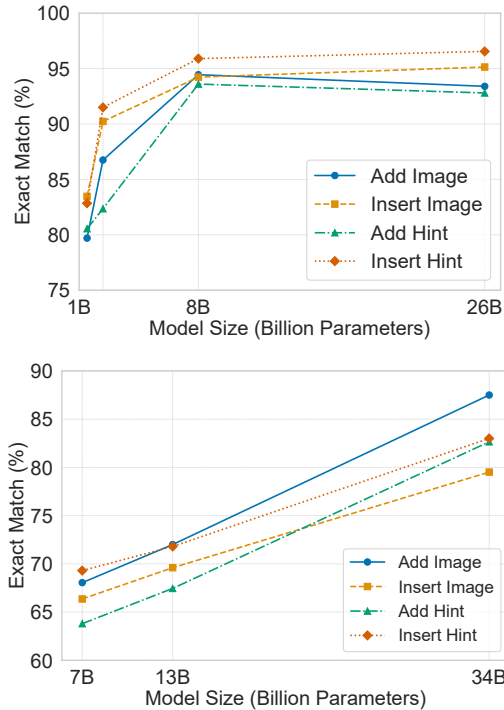 100
95
90
85
80
75
Exact Match (%)
Add Image
Insert Image
Add Hint
Insert Hint
1B
8B
26B
Model Size (Billion Parameters)
90
85
80
75
70
65
60
Exact Match (%)
Add Image
Insert Image
Add Hint
Insert Hint
7B
13B
34B
Model Size (Billion Parameters)